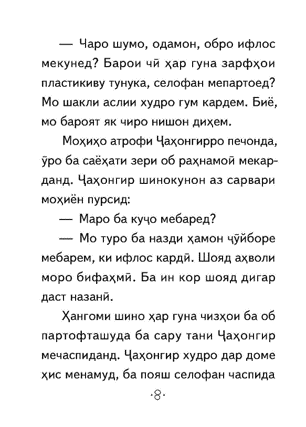 — Чаро шумо, одамон, обро ифлос
мекунед? Барои чӣ ҳар гуна зарфҳои
пластикиву тунука, селофан мепартоед?
Мо шакли аслии худро гум кардем. Биё,
мо бароят як чиро нишон диҳем.
Моҳиҳо атрофи Ҷаҳонгирро печонда,
ӯро ба саёҳати зери об раҳнамоӣ мекар-
данд. Ҷаҳонгир шинокунон аз сарвари
моҳиён пурсид:
— Маро ба куҷо мебаред?
— Мо туро ба назди ҳамон ҷӯйборе
мебарем, ки ифлос кардӣ. Шояд аҳволи
моро бифаҳмӣ. Ба ин кор шояд дигар
даст назанӣ.
Ҳангоми шино ҳар гуна чизҳои ба об
партофташуда ба сару тани Ҷаҳонгир
мечаспиданд. Ҷаҳонгир худро дар доме
ҳис менамуд, ба пояш селофан часпида
·8·